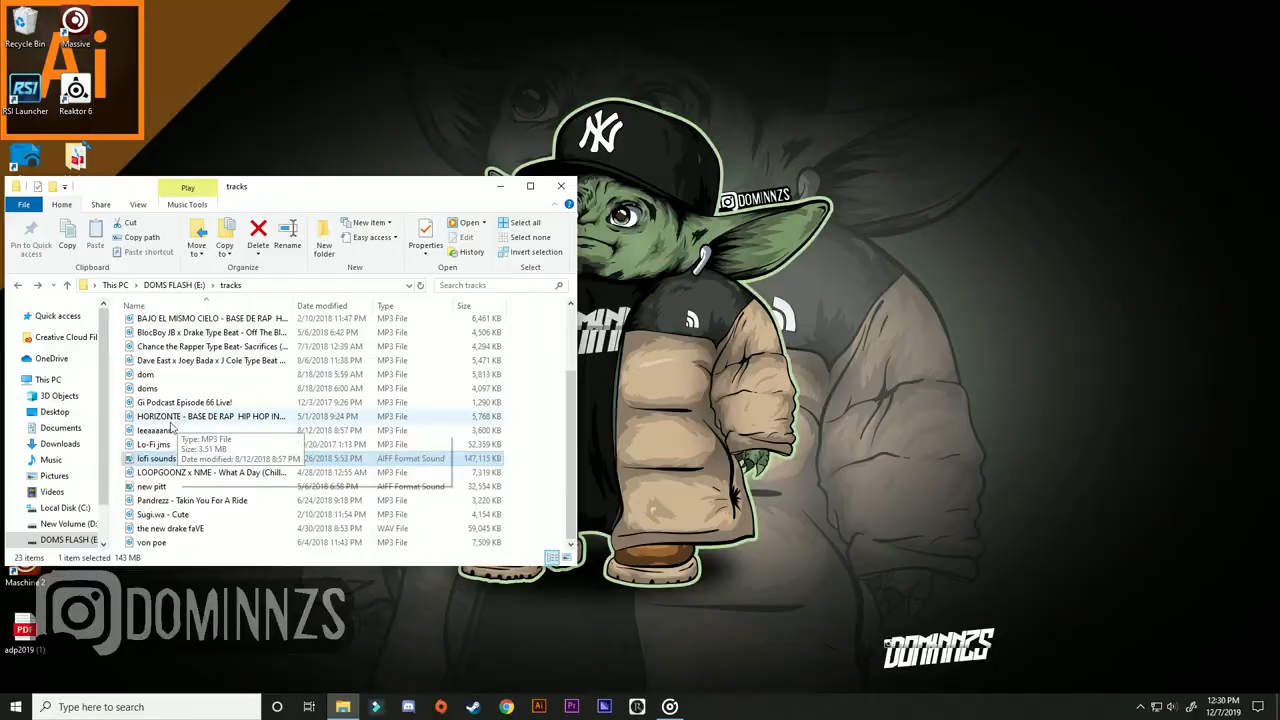 Recycle Bin
Massive
Ai
RSI
RSI Launcher
Reaktor 6
NY
DOMINNZS
Play
tracks
File
Home
Share
View
Music Tools
Pin to Quick access
Copy
Paste
Cut
Copy path
Paste shortcut
Move to
Copy to
Delete
Rename
New folder
New item
Easy access
Properties
Open
Edit
History
Select all
Select none
Invert selection
Clipboard
Organize
New
Open
Select
This PC
DOMS FLASH (E:)
tracks
Search tracks
Name
Date modified
Type
Size
BAJO EL MISMO CIELO - BASE DE RAP H... 2/10/2018 11:47 PM MP3 File 6,461 KB
BlocBoy JB x Drake Type Beat - Off The Bl... 5/6/2018 6:42 PM MP3 File 4,506 KB
Chance the Rapper Type Beat- Sacrifices (... 7/1/2018 12:39 AM MP3 File 4,294 KB
Dave East x Joey Bada x J Cole Type Beat ... 8/6/2018 11:38 PM MP3 File 5,471 KB
dom 8/18/2018 6:30 PM MP3 File 5,813 KB
doms 8/18/2018 6:00 AM MP3 File 4,097 KB
Gi Podcast Episode 66 Live! 12/3/2017 9:26 PM MP3 File 1,290 KB
HORIZONTE - BASE DE RAP HIP HOP IN... 5/1/2018 9:24 PM MP3 File 5,768 KB
8/12/2018 8:57 PM MP3 File 3,600 KB
Lo-Fi jms /20/2017 1:13 PM MP3 File 52,359 KB
lofi sounds /26/2018 5:53 PM AIFF Format Sound 147,115 KB
LOOPGOONZ x NME - What A Day (Chill... 4/28/2018 12:55 AM MP3 File 7,319 KB
new pitt 5/6/2018 6:58 PM AIFF Format Sound 32,554 KB
Pandrezz - Takin You For A Ride 6/24/2018 9:18 PM MP3 File 3,220 KB
Sugi.wa - Cute 2/10/2018 11:54 PM MP3 File 4,154 KB
the new drake faVE 4/30/2018 8:53 PM WAV File 59,045 KB
von poe 6/4/2018 11:43 PM MP3 File 7,509 KB
Type: MP3 File
Size: 3.51 MB
Date modified: 8/12/2018 8:57 PM
Quick access
Creative Cloud Fil
OneDrive
This PC
3D Objects
Desktop
Documents
Downloads
Music
Pictures
Videos
Local Disk (C:)
New Volume (D:
DOMS FLASH (E
23 items
1 item selected
143 MB
Maschine 2
PDF
adp2019 (1)
DOMINNZS
DOMINNZS
Type here to search
Ai
Pr
12:30 PM
12/7/2019